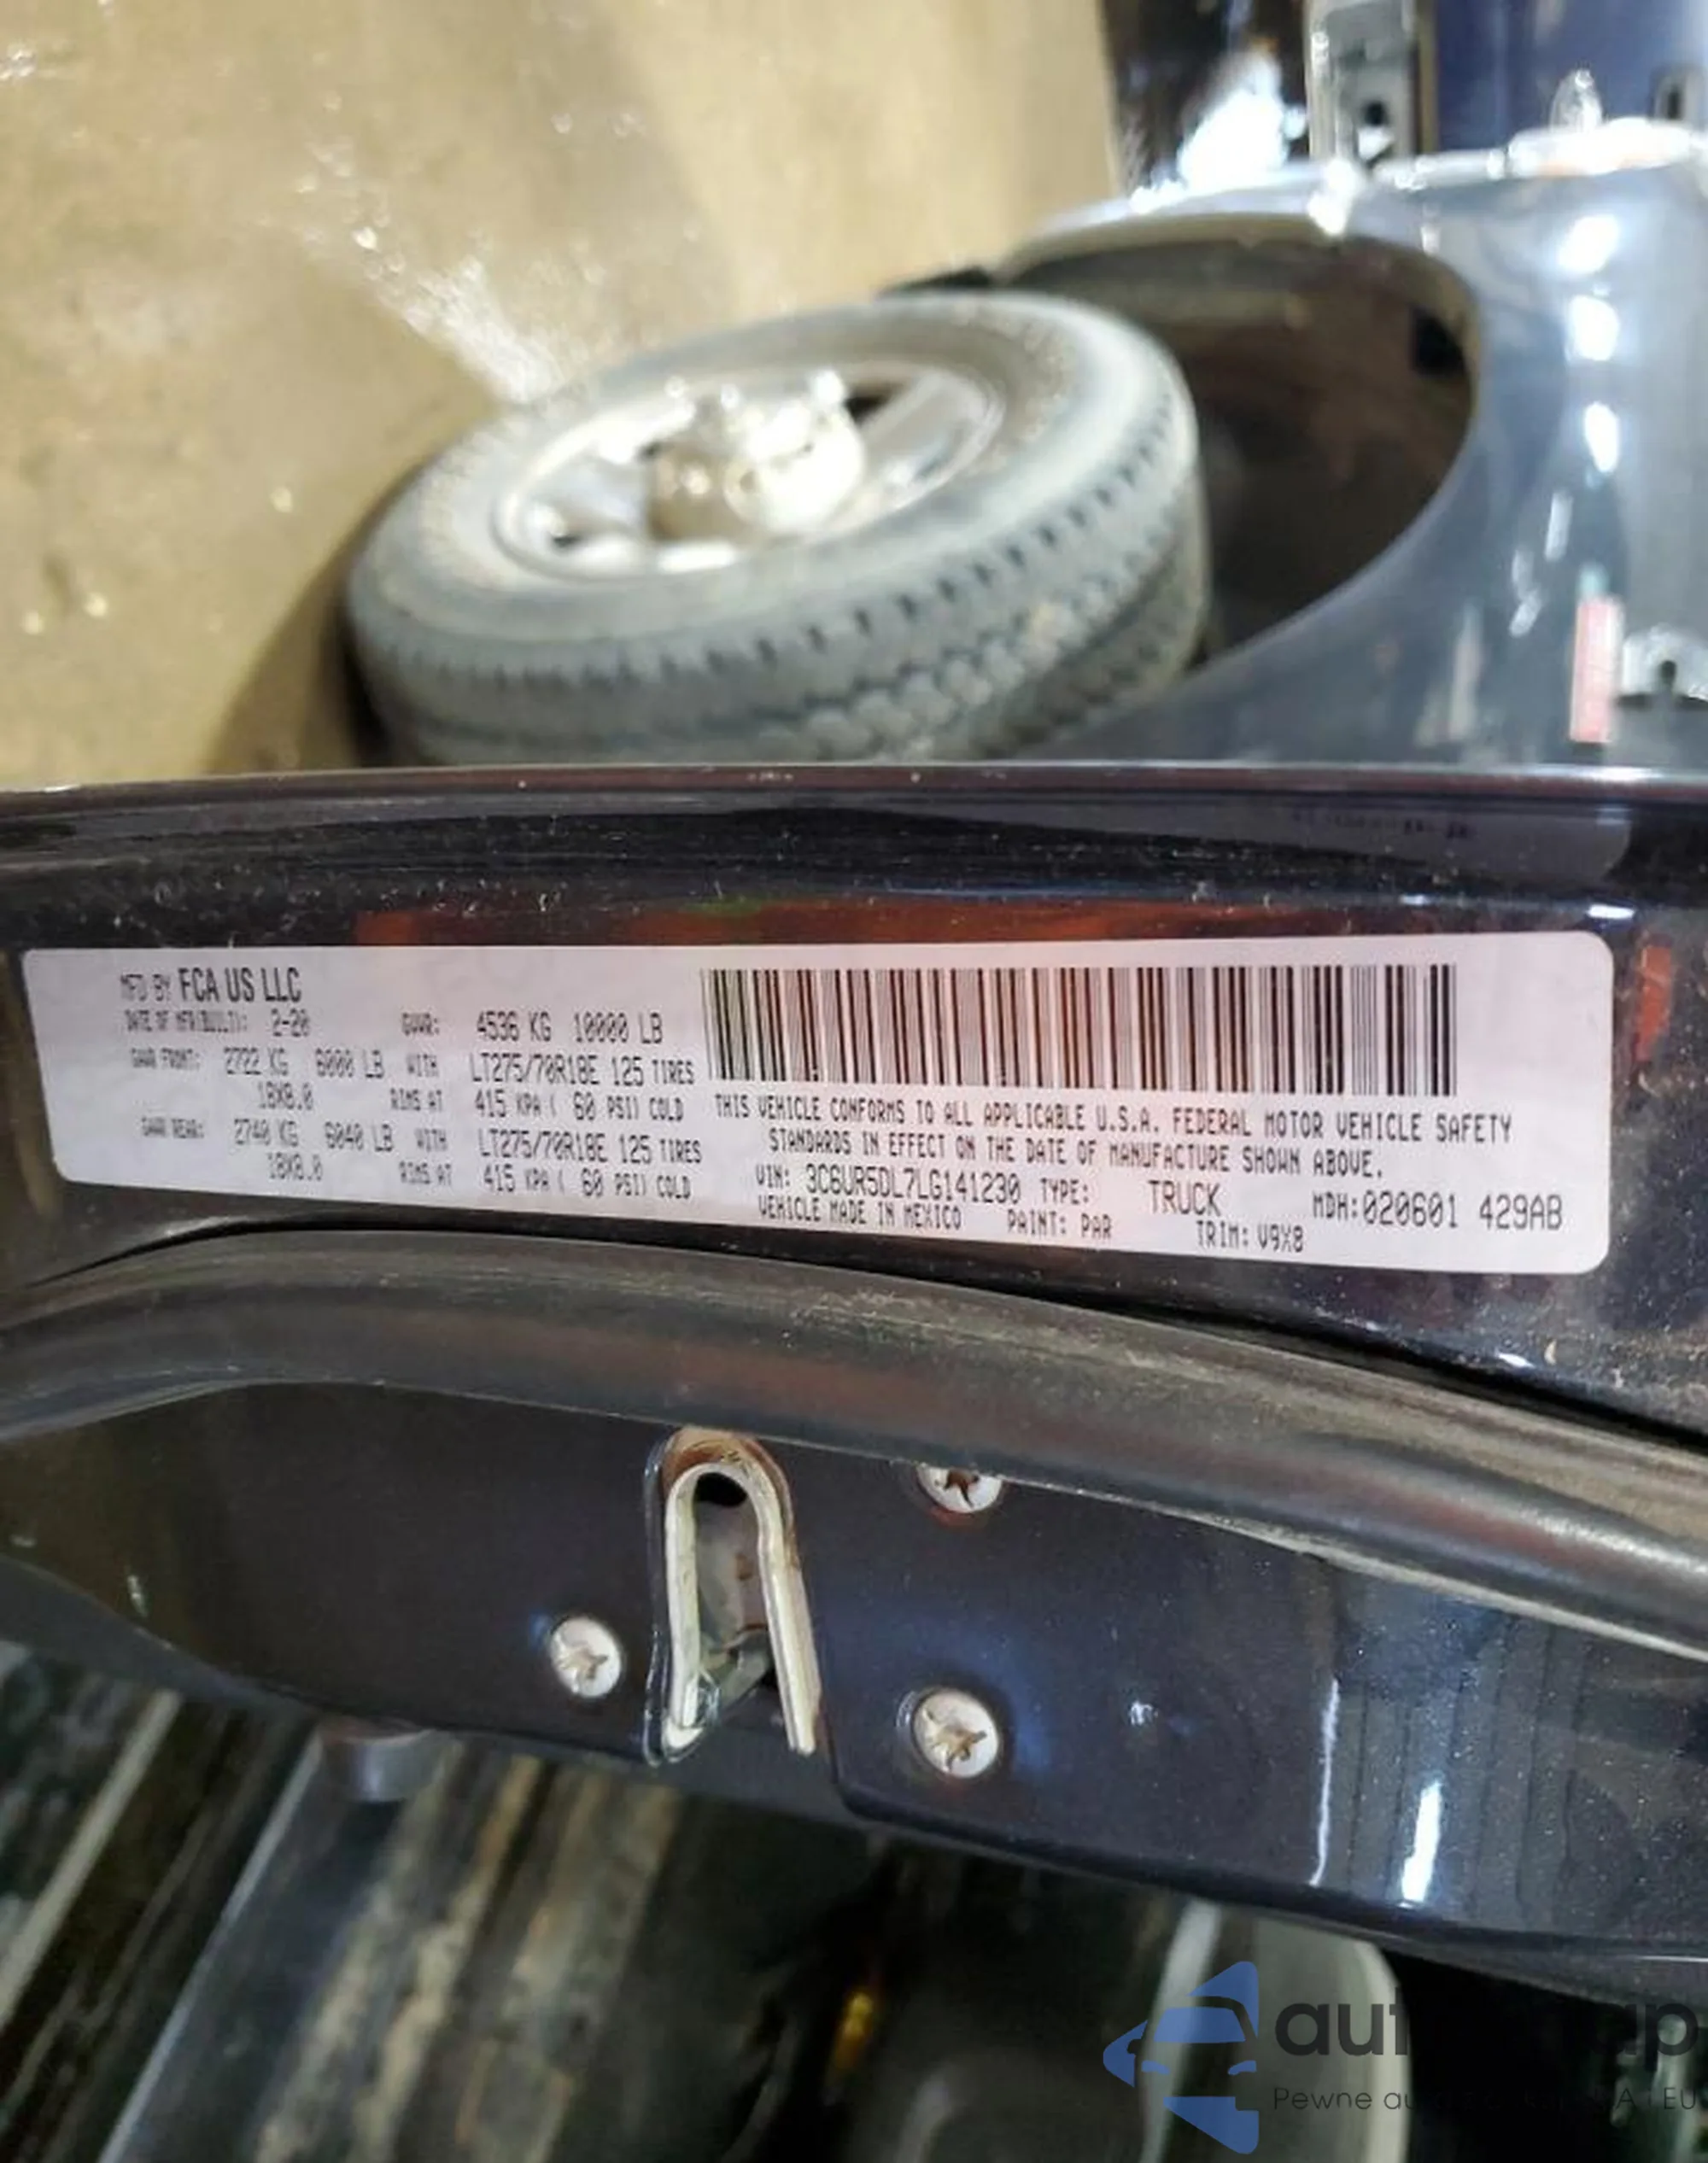 MFD BY FCA US LLC
DATE OF MFR(BUILT): 2-20 GVWR: 4536 KG 10000 LB
GAWR FRONT: 2722 KG 6000 LB WITH LT275/70R18E 125 TIRES
18X8.0 RIMS AT 415 KPA ( 60 PSI) COLD
GAWR REAR: 2740 KG 6040 LB WITH LT275/70R18E 125 TIRES
18X8.0 RIMS AT 415 KPA ( 60 PSI) COLD
THIS VEHICLE CONFORMS TO ALL APPLICABLE U.S.A. FEDERAL MOTOR VEHICLE SAFETY
STANDARDS IN EFFECT ON THE DATE OF MANUFACTURE SHOWN ABOVE.
VIN: 3C6UR5DL7LG141230 TYPE: TRUCK MDH:020601 429AB
VEHICLE MADE IN MEXICO PAINT: PAR TRIM: V9X8
Pewne